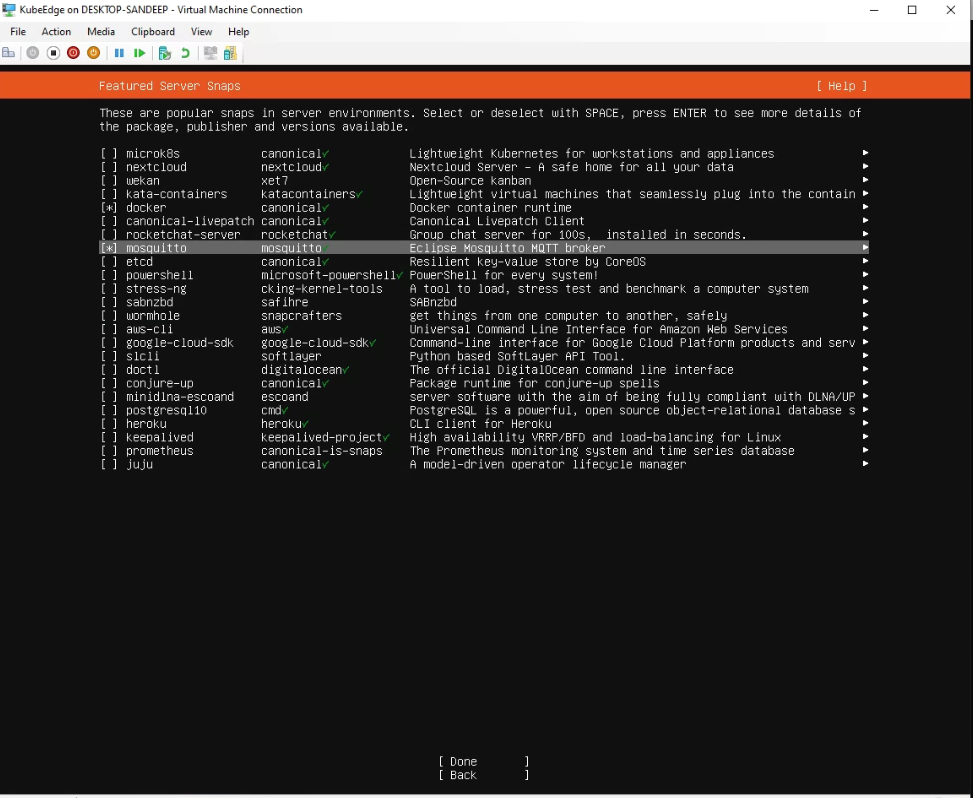 KubeEdge on DESKTOP-SANDEEP - Virtual Machine Connection
File Action Media Clipboard View Help
Featured Server Snaps [ Help ]
These are popular snaps in server environments. Select or deselect with SPACE, press ENTER to see more details of
the package, publisher and versions available.
[ ] microk8s canonical✓ Lightweight Kubernetes for workstations and appliances ▸
[ ] nextcloud nextcloud✓ Nextcloud Server - A safe home for all your data ▸
[ ] wekan xet7 Open-Source kanban ▸
[ ] kata-containers katacontainers✓ Lightweight virtual machines that seamlessly plug into the contain ▸
[*] docker canonical✓ Docker container runtime ▸
[ ] canonical-livepatch canonical✓ Canonical Livepatch Client ▸
[ ] rocketchat-server rocketchat✓ Group chat server for 100s, installed in seconds. ▸
[*] mosquitto mosquitto✓ Eclipse Mosquitto MQTT broker ▸
[ ] etcd canonical✓ Resilient key-value store by CoreOS ▸
[ ] powershell microsoft-powershell✓ PowerShell for every system! ▸
[ ] stress-ng cking-kernel-tools A tool to load, stress test and benchmark a computer system ▸
[ ] sabnzbd safihre SABnzbd ▸
[ ] wormhole snapcrafters get things from one computer to another, safely ▸
[ ] aws-cli aws✓ Universal Command Line Interface for Amazon Web Services ▸
[ ] google-cloud-sdk google-cloud-sdk✓ Command-line interface for Google Cloud Platform products and serv ▸
[ ] slcli softlayer Python based SoftLayer API Tool. ▸
[ ] doctl digitalocean✓ The official DigitalOcean command line interface ▸
[ ] conjure-up canonical✓ Package runtime for conjure-up spells ▸
[ ] minidlna-escoand escoand server software with the aim of being fully compliant with DLNA/UP ▸
[ ] postgresql10 cmd✓ PostgreSQL is a powerful, open source object-relational database s ▸
[ ] heroku heroku✓ CLI client for Heroku ▸
[ ] keepalived keepalived-project✓ High availability VRRP/BFD and load-balancing for Linux ▸
[ ] prometheus canonical-is-snaps The Prometheus monitoring system and time series database ▸
[ ] juju canonical✓ A model-driven operator lifecycle manager ▸
[ Done ]
[ Back ]